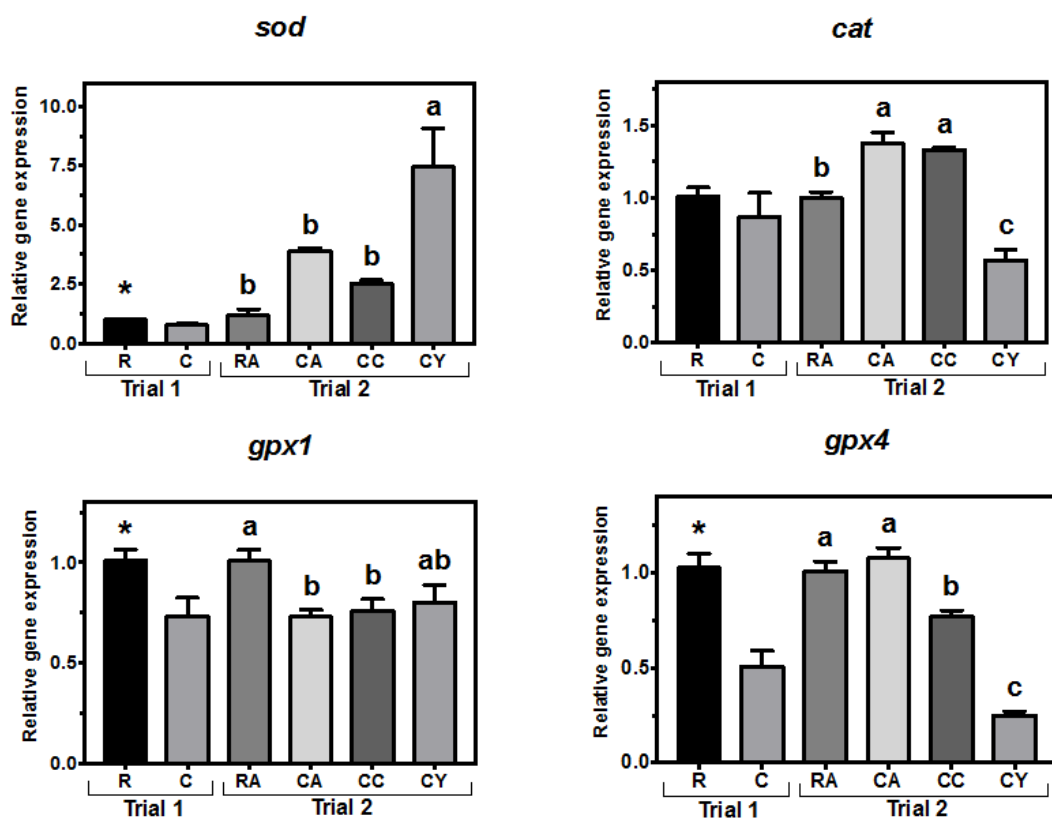 sod
Relative gene expression
10.0
7.5
5.0
2.5
0.0
*
b
b
b
a
R C RA CA CC CY
Trial 1 Trial 2
cat
Relative gene expression
1.5
1.0
0.5
0.0
b
a
a
c
R C RA CA CC CY
Trial 1 Trial 2
gpx1
Relative gene expression
1.0
0.5
0.0
*
a
b
b
ab
R C RA CA CC CY
Trial 1 Trial 2
gpx4
Relative gene expression
1.0
0.5
0.0
*
a
a
b
c
R C RA CA CC CY
Trial 1 Trial 2